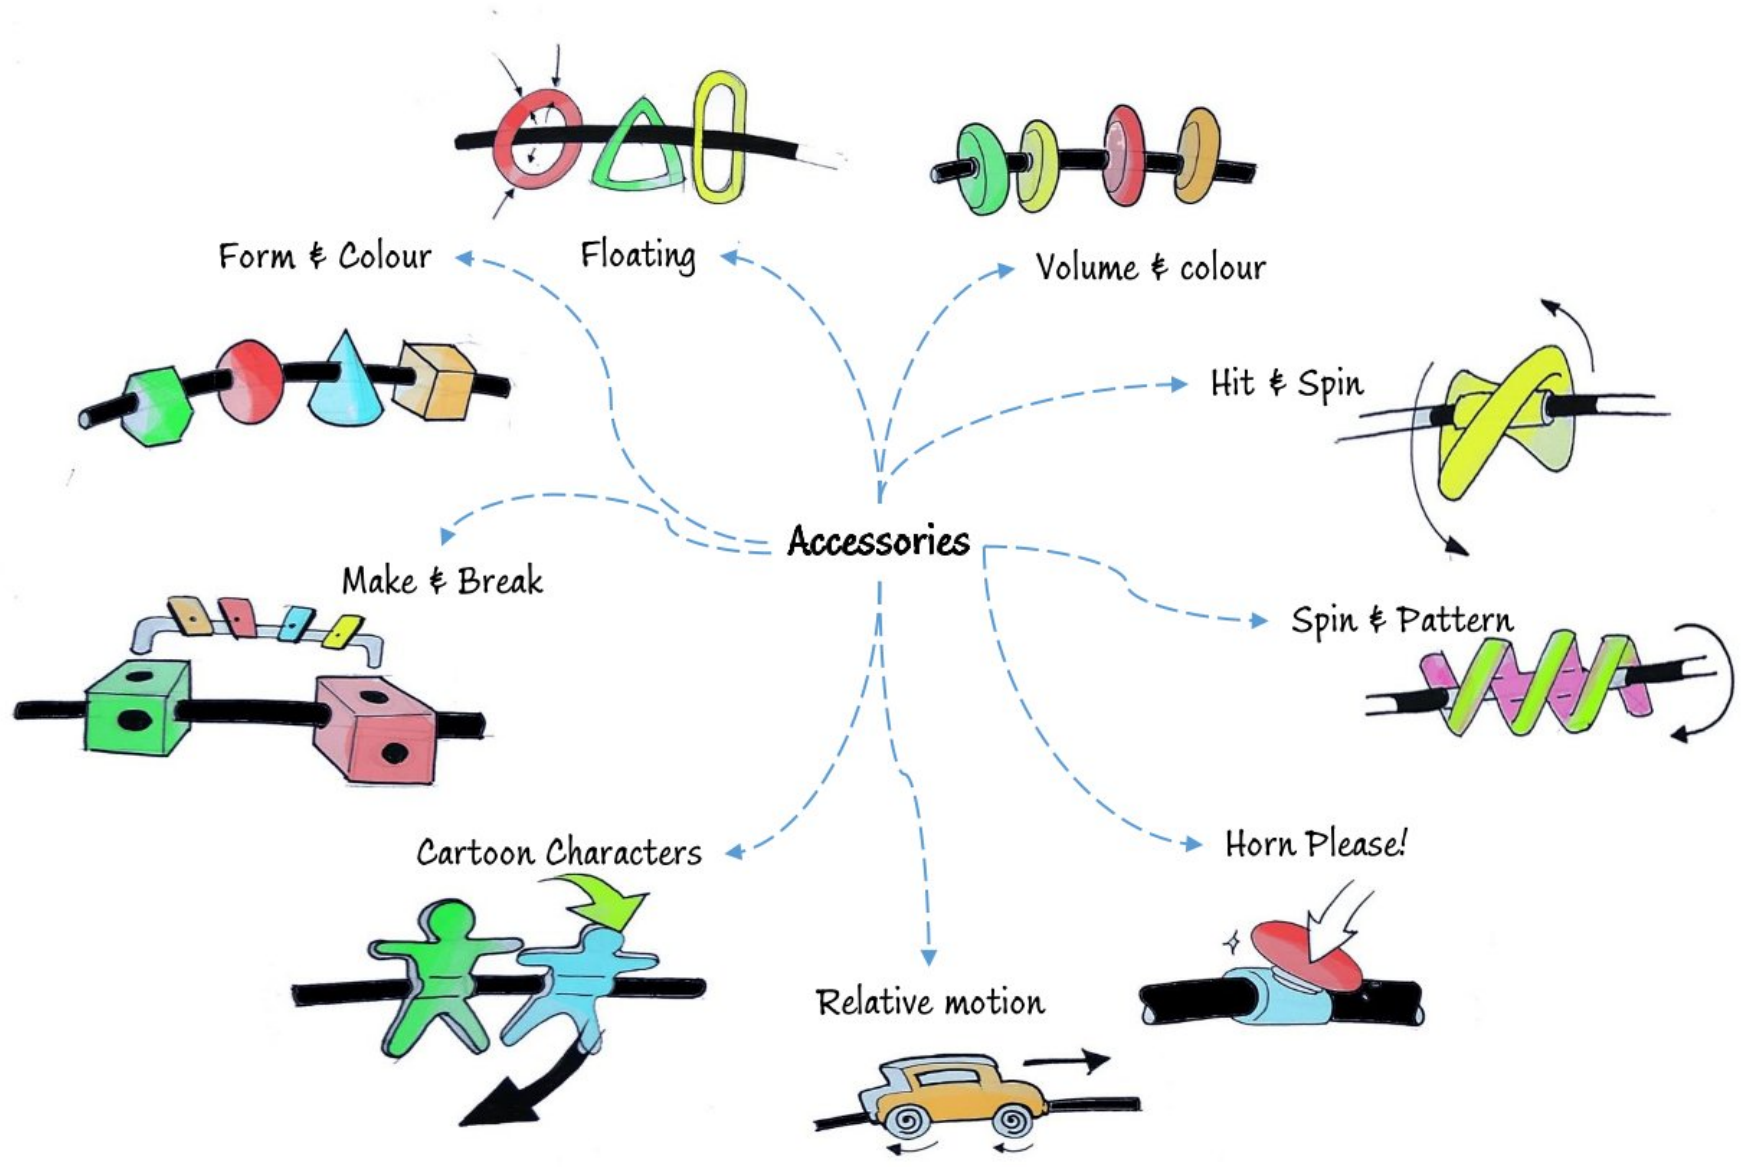 Form & Colour
Floating
Volume & colour
Hit & Spin
Accessories
Make & Break
Spin & Pattern
Horn Please!
Cartoon Characters
Relative motion